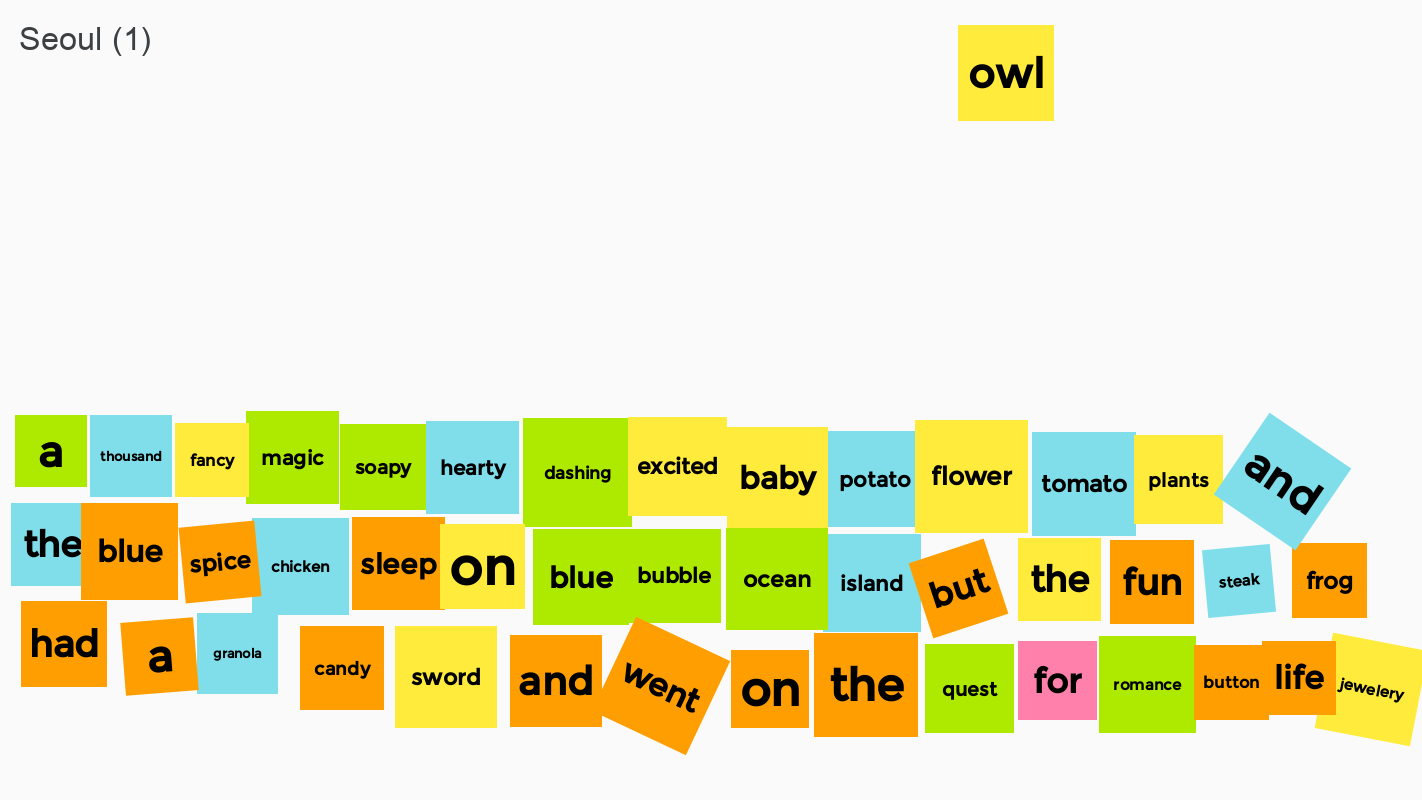 Seoul (1)
owl
a thousand fancy magic soapy hearty dashing excited baby potato flower tomato plants and
the blue spice chicken sleep on blue bubble ocean island but the fun steak frog
had a granola candy sword and went on the quest for romance button life jewelery